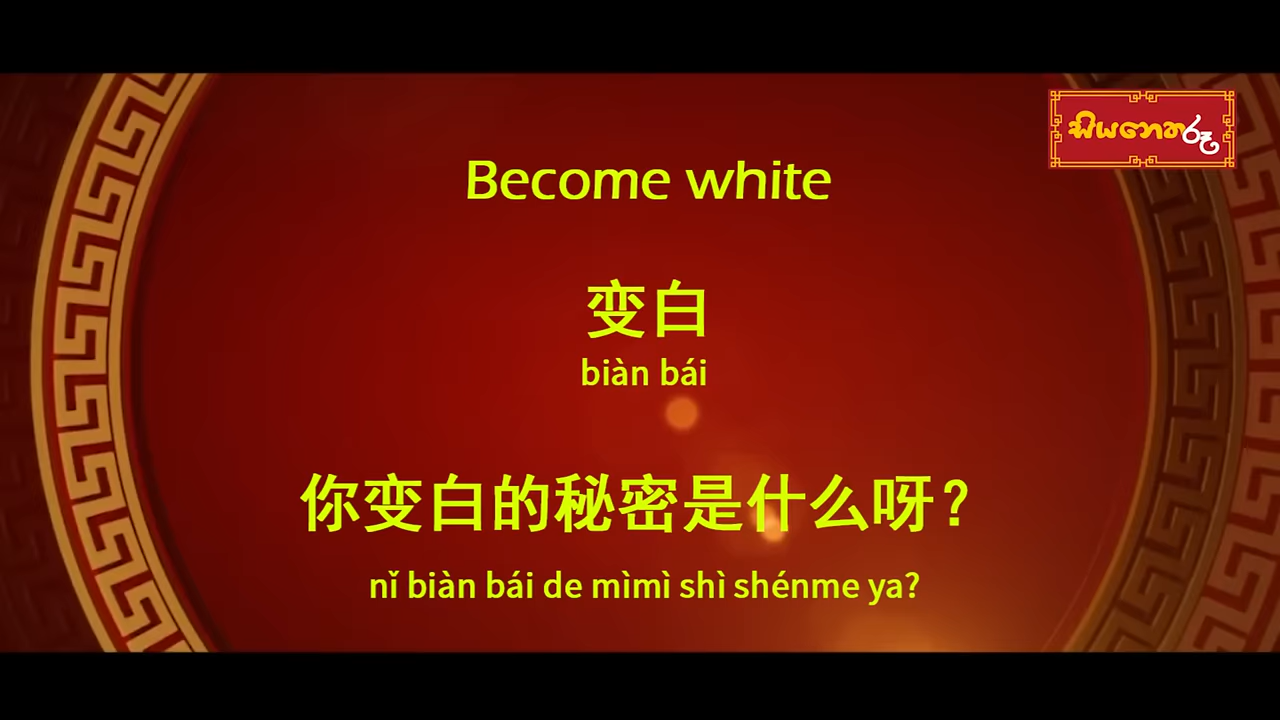 සියනෙත රූ
Become white
变白
biàn bái
你变白的秘密是什么呀？
nǐ biàn bái de mìmì shì shénme ya?